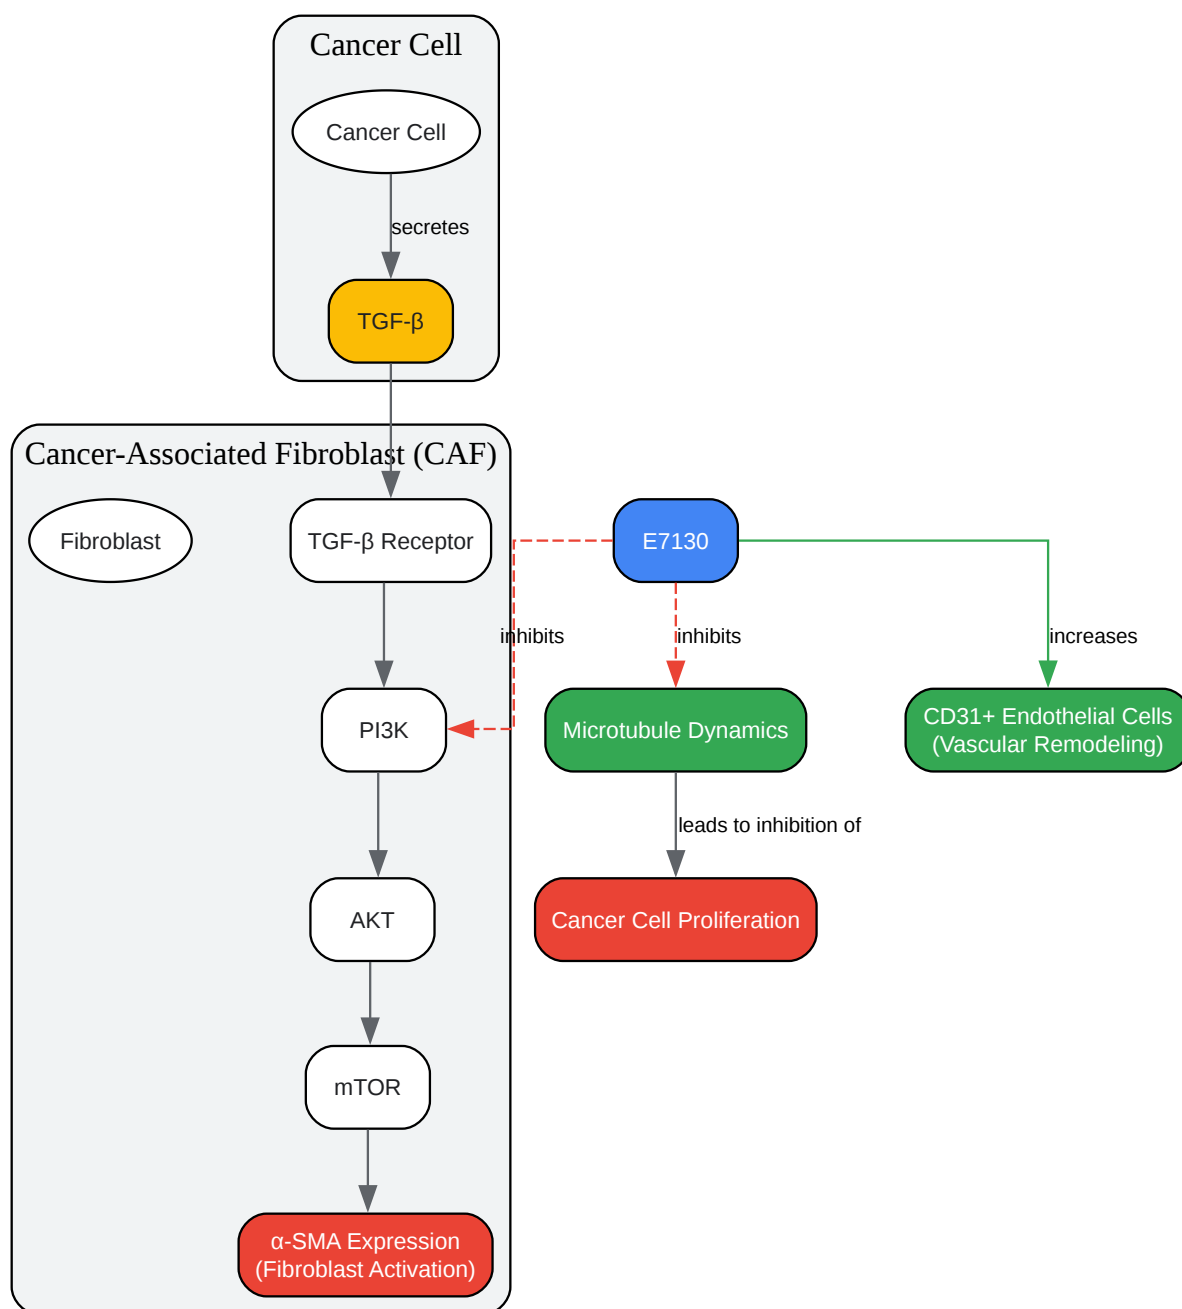 Cancer Cell
Cancer Cell
secretes
TGF-β
Cancer-Associated Fibroblast (CAF)
Fibroblast
TGF-β Receptor
E7130
inhibits
inhibits
increases
PI3K
Microtubule Dynamics
CD31+ Endothelial Cells
(Vascular Remodeling)
leads to inhibition of
AKT
Cancer Cell Proliferation
mTOR
α-SMA Expression
(Fibroblast Activation)